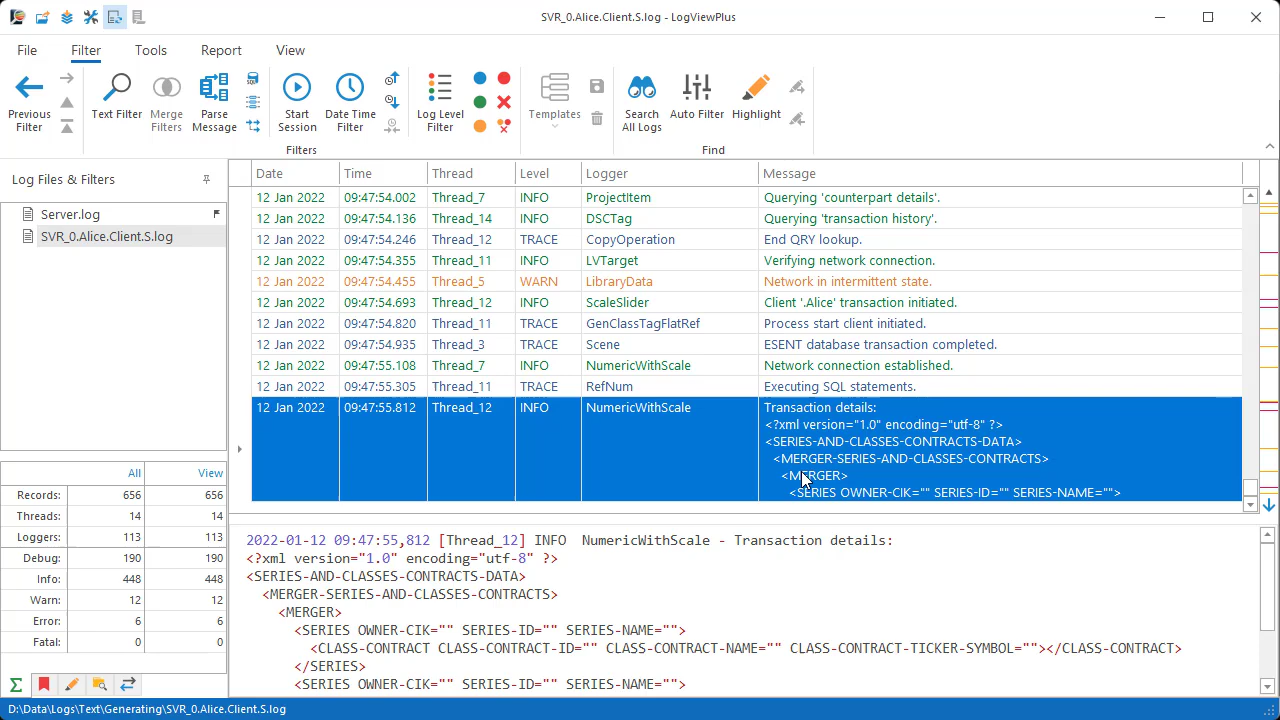 SVR_0.Alice.Client.S.log - LogViewPlus
File Filter Tools Report View
Previous Filter
Text Filter
Merge Filters
Parse Message
SQL
Start Session
Date Time Filter
Log Level Filter
Templates
Search All Logs
Auto Filter
Highlight
Filters
Find
Log Files & Filters
Server.log
SVR_0.Alice.Client.S.log
All View
Records: 656 656
Threads: 14 14
Loggers: 113 113
Debug: 190 190
Info: 448 448
Warn: 12 12
Error: 6 6
Fatal: 0 0
Date Time Thread Level Logger Message
12 Jan 2022 09:47:54.002 Thread_7 INFO ProjectItem Querying 'counterpart details'.
12 Jan 2022 09:47:54.136 Thread_14 INFO DSCTag Querying 'transaction history'.
12 Jan 2022 09:47:54.246 Thread_12 TRACE CopyOperation End QRY lookup.
12 Jan 2022 09:47:54.355 Thread_11 INFO LVTarget Verifying network connection.
12 Jan 2022 09:47:54.455 Thread_5 WARN LibraryData Network in intermittent state.
12 Jan 2022 09:47:54.693 Thread_12 INFO ScaleSlider Client '.Alice' transaction initiated.
12 Jan 2022 09:47:54.820 Thread_11 TRACE GenClassTagFlatRef Process start client initiated.
12 Jan 2022 09:47:54.935 Thread_3 TRACE Scene ESENT database transaction completed.
12 Jan 2022 09:47:55.108 Thread_7 INFO NumericWithScale Network connection established.
12 Jan 2022 09:47:55.305 Thread_11 TRACE RefNum Executing SQL statements.
12 Jan 2022 09:47:55.812 Thread_12 INFO NumericWithScale Transaction details:
<?xml version="1.0" encoding="utf-8" ?>
<SERIES-AND-CLASSES-CONTRACTS-DATA>
<MERGER-SERIES-AND-CLASSES-CONTRACTS>
<MERGER>
<SERIES OWNER-CIK="" SERIES-ID="" SERIES-NAME="">
2022-01-12 09:47:55,812 [Thread_12] INFO  NumericWithScale - Transaction details:
<?xml version="1.0" encoding="utf-8" ?>
<SERIES-AND-CLASSES-CONTRACTS-DATA>
<MERGER-SERIES-AND-CLASSES-CONTRACTS>
<MERGER>
<SERIES OWNER-CIK="" SERIES-ID="" SERIES-NAME="">
<CLASS-CONTRACT CLASS-CONTRACT-ID="" CLASS-CONTRACT-NAME="" CLASS-CONTRACT-TICKER-SYMBOL=""></CLASS-CONTRACT>
</SERIES>
<SERIES OWNER-CIK="" SERIES-ID="" SERIES-NAME="">
D:\Data\Logs\Text\Generating\SVR_0.Alice.Client.S.log